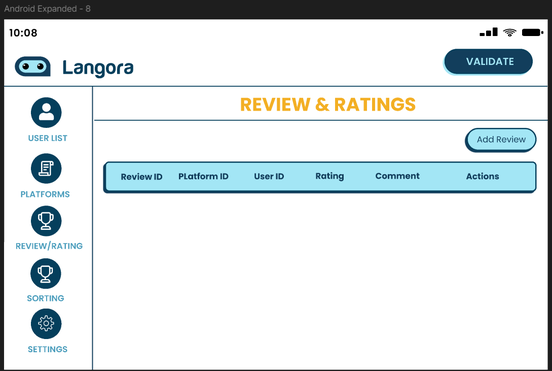 Android Expanded - 8
10:08
Langora
VALIDATE
REVIEW & RATINGS
USER LIST
Add Review
Review ID Platform ID User ID Rating Comment Actions
PLATFORMS
REVIEW/RATING
SORTING
SETTINGS